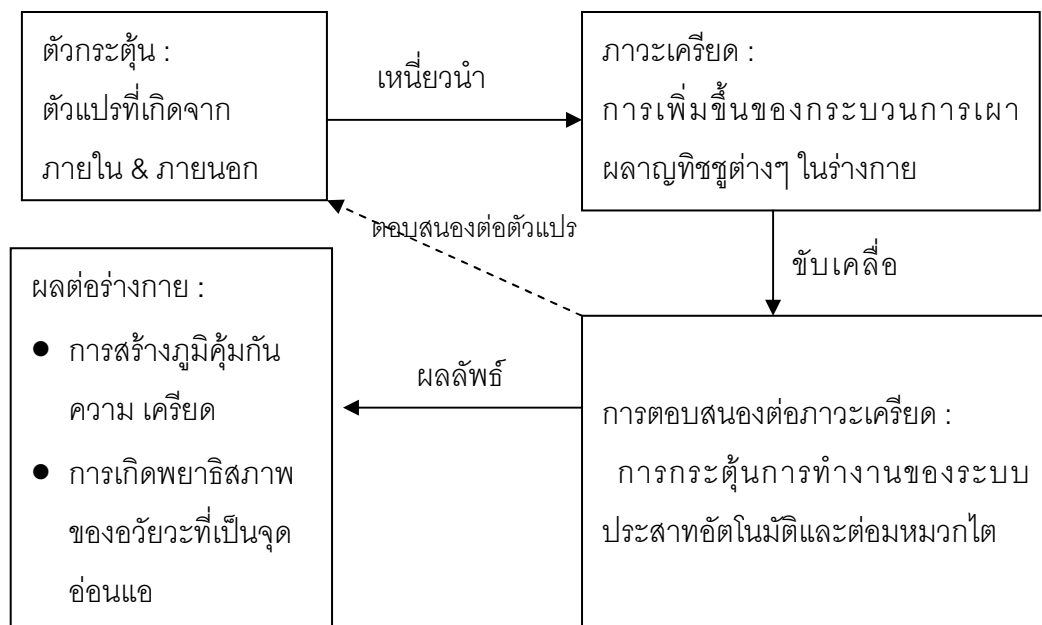 ตัวกระตุ้น :
ตัวแปรที่เกิดจาก
ภายใน & ภายนอก
เหนี่ยวนำ
ภาวะเครียด :
การเพิ่มขึ้นของกระบวนการเผา
ผลาญทิชชูต่างๆ ในร่างกาย
ตอบสนองต่อตัวแปร
ขับเคลื่อ
ผลต่อร่างกาย :
● การสร้างภูมิคุ้มกัน
ความ เครียด
● การเกิดพยาธิสภาพ
ของอวัยวะที่เป็นจุด
อ่อนแอ
ผลลัพธ์
การตอบสนองต่อภาวะเครียด :
การกระตุ้นการทำงานของระบบ
ประสาทอัตโนมัติและต่อมหมวกไต